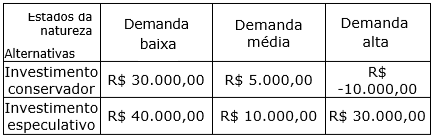 Estados da
natureza
Alternativas
Demanda
baixa
Demanda
média
Demanda
alta
Investimento
conservador
R$ 30.000,00
R$ 5.000,00
R$
-10.000,00
Investimento
especulativo
R$ 40.000,00
R$ 10.000,00
R$ 30.000,00